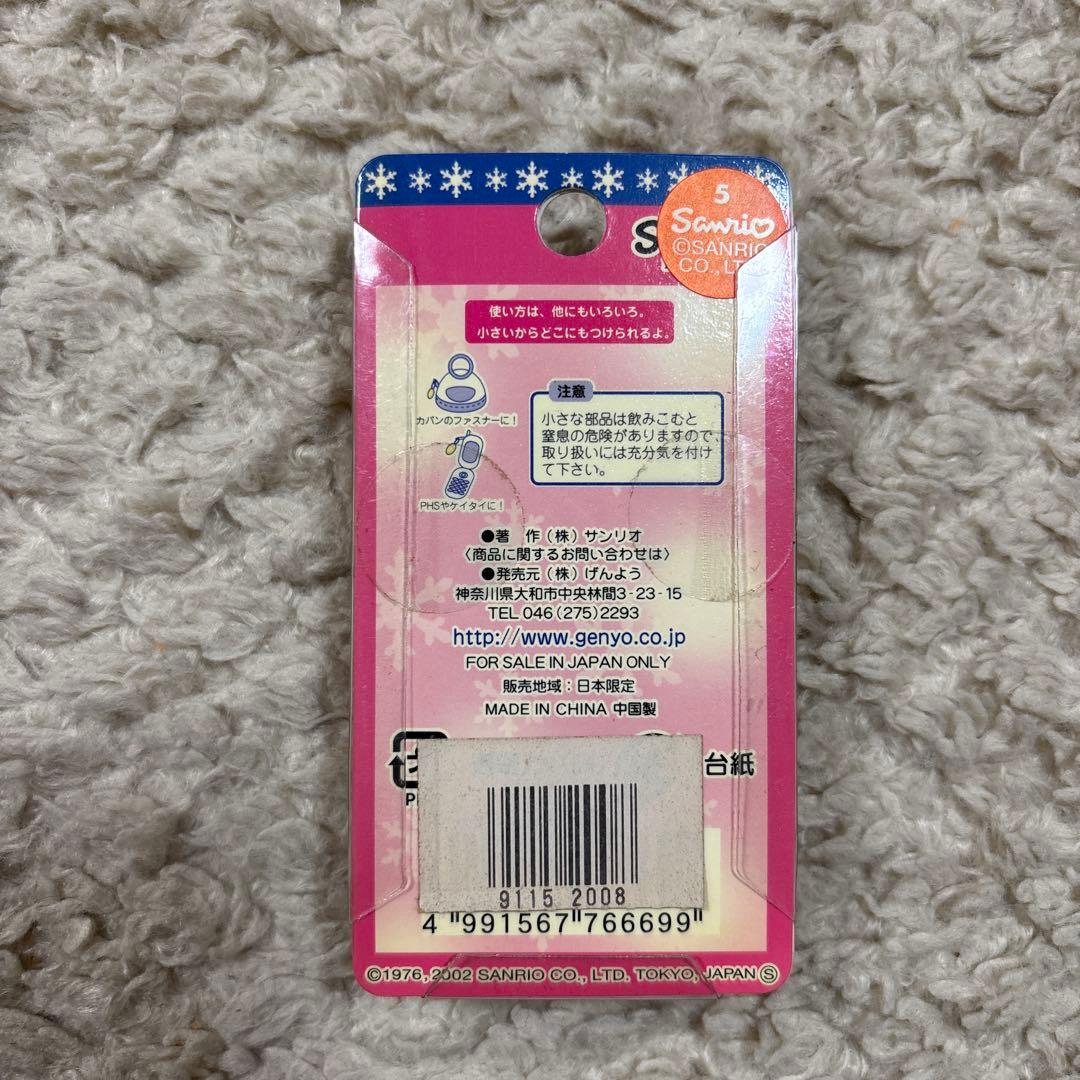 5
Sanrio
©SANRIO
CO., LT
使い方は、他にもいろいろ。
小さいからどこにもつけられるよ。
カバンのファスナーに!
PHSやケイタイに!
注意
小さな部品は飲みこむと
窒息の危険がありますので、
取り扱いには充分気を付け
て下さい。
●著 作(株)サンリオ
〈商品に関するお問い合わせは〉
●発売元(株)げんよう
神奈川県大和市中央林間3-23-15
TEL 046(275)2293
http://www.genyo.co.jp
FOR SALE IN JAPAN ONLY
販売地域:日本限定
MADE IN CHINA 中国製
台紙
9115 2008
4 "991567"766699"
©1976, 2002 SANRIO CO., LTD. TOKYO, JAPAN Ⓢ